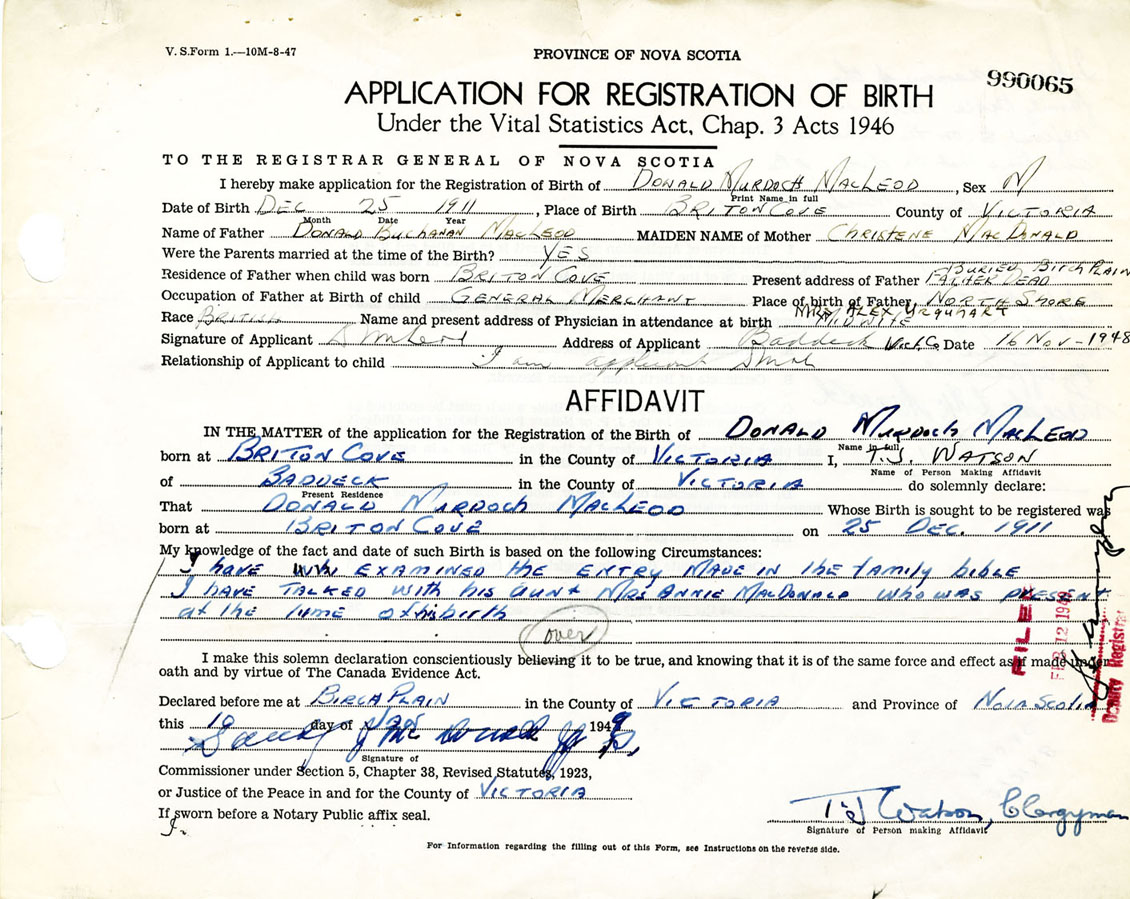 V. S.Form 1.—10M-8-47
PROVINCE OF NOVA SCOTIA
990065
APPLICATION FOR REGISTRATION OF BIRTH
Under the Vital Statistics Act, Chap. 3 Acts 1946
TO THE REGISTRAR GENERAL OF NOVA SCOTIA
I hereby make application for the Registration of Birth of DONALD MURDOCH MACLEOD, Sex M
Print Name in full
Date of Birth DEC 25 1911, Place of Birth BRITON COVE County of VICTORIA
Month Date Year
Name of Father DONALD BUCHANAN MACLEOD MAIDEN NAME of Mother CHRISTENE MACDONALD
Were the Parents married at the time of the Birth? YES
BURIED BIRCH PLAIN
Residence of Father when child was born BRITON COVE Present address of Father FATHER DEAD
Occupation of Father at Birth of child GENERAL MERCHANT Place of birth of Father, NORTH SHORE
MRS ALEX URQUHART
Race BRITISH Name and present address of Physician in attendance at birth MIDWIFE
Signature of Applicant Address of Applicant Baddeck Vict. Co. Date 16 Nov - 1948
Relationship of Applicant to child I am applicant
AFFIDAVIT
IN THE MATTER of the application for the Registration of the Birth of DONALD MURDOCH MACLEOD
Name in full
born at BRITON COVE in the County of VICTORIA I, T.J. WATSON
Name of Person Making Affidavit
of BADDECK in the County of VICTORIA do solemnly declare:
Present Residence
That DONALD MURDOCH MACLEOD Whose Birth is sought to be registered was
born at BRITON COVE on 25 DEC. 1911
My knowledge of the fact and date of such Birth is based on the following Circumstances:
I have EXAMINED the ENTRY MADE IN the family bible
I HAVE TALKED WITH his AUNT MRS ANNIE MACDONALD WHO WAS PRESENT
at the time of his birth
over
FILED
FEB 12 1949
Deputy Registrar
I make this solemn declaration conscientiously believing it to be true, and knowing that it is of the same force and effect as if made under
oath and by virtue of The Canada Evidence Act.
Declared before me at BIRCH PLAIN in the County of VICTORIA and Province of NOVA SCOTIA
this 10 day of 1949
Signature of
Commissioner under Section 5, Chapter 38, Revised Statutes, 1923,
or Justice of the Peace in and for the County of VICTORIA
If sworn before a Notary Public affix seal.
T.J Watson, Clergyman
Signature of Person making Affidavit
For Information regarding the filling out of this Form, see Instructions on the reverse side.